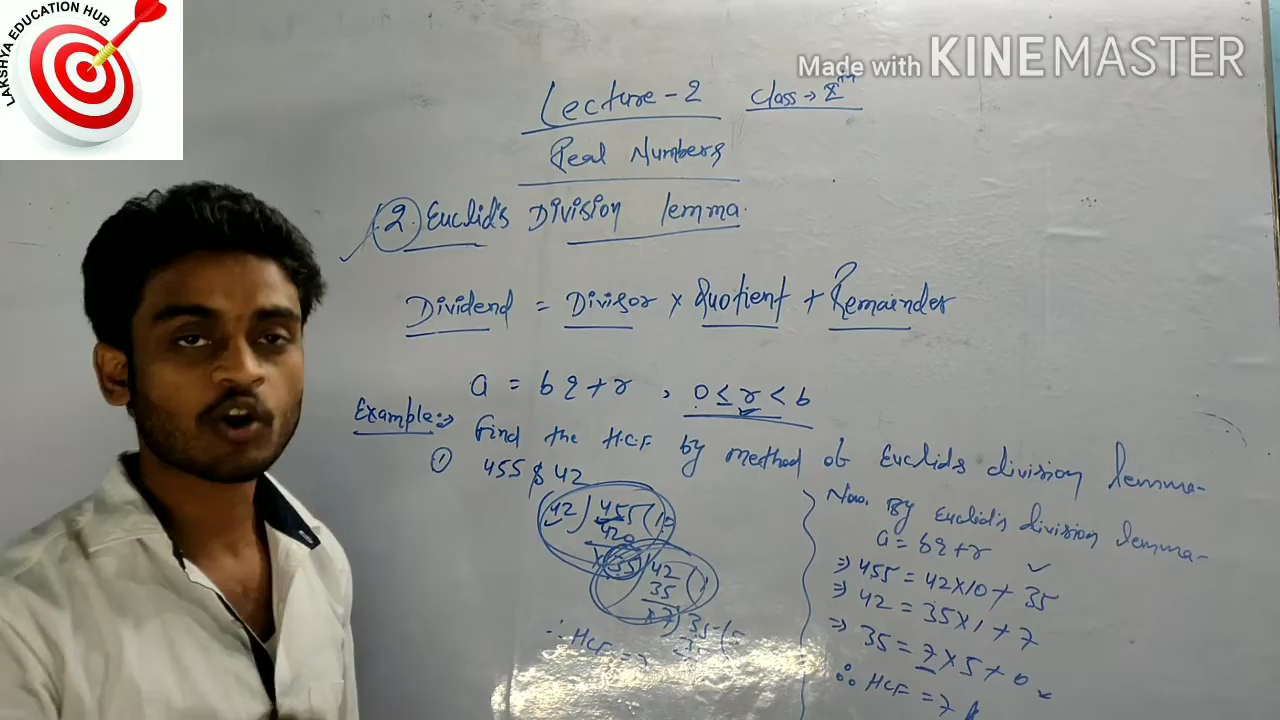 LAKSHYA EDUCATION HUB
Made with KINEMASTER
Lecture - 2 Class → X
Real Numbers
2. Euclid's Division lemma.
Dividend = Divisor × Quotient + Remainder
a = bq + r , 0 ≤ r < b
Example:⇒ Find the H.C.F by method of Euclids division lemma-
① 455 & 42
42 ) 455 (
420
35 ) 42 ( 1
35
7 ) 35 (
∴ HCF = 7
Now. By Euclid's division lemma-
a = bq + r
⇒ 455 = 42×10 + 35
⇒ 42 = 35×1 + 7
⇒ 35 = 7×5 + 0
∴ HCF = 7